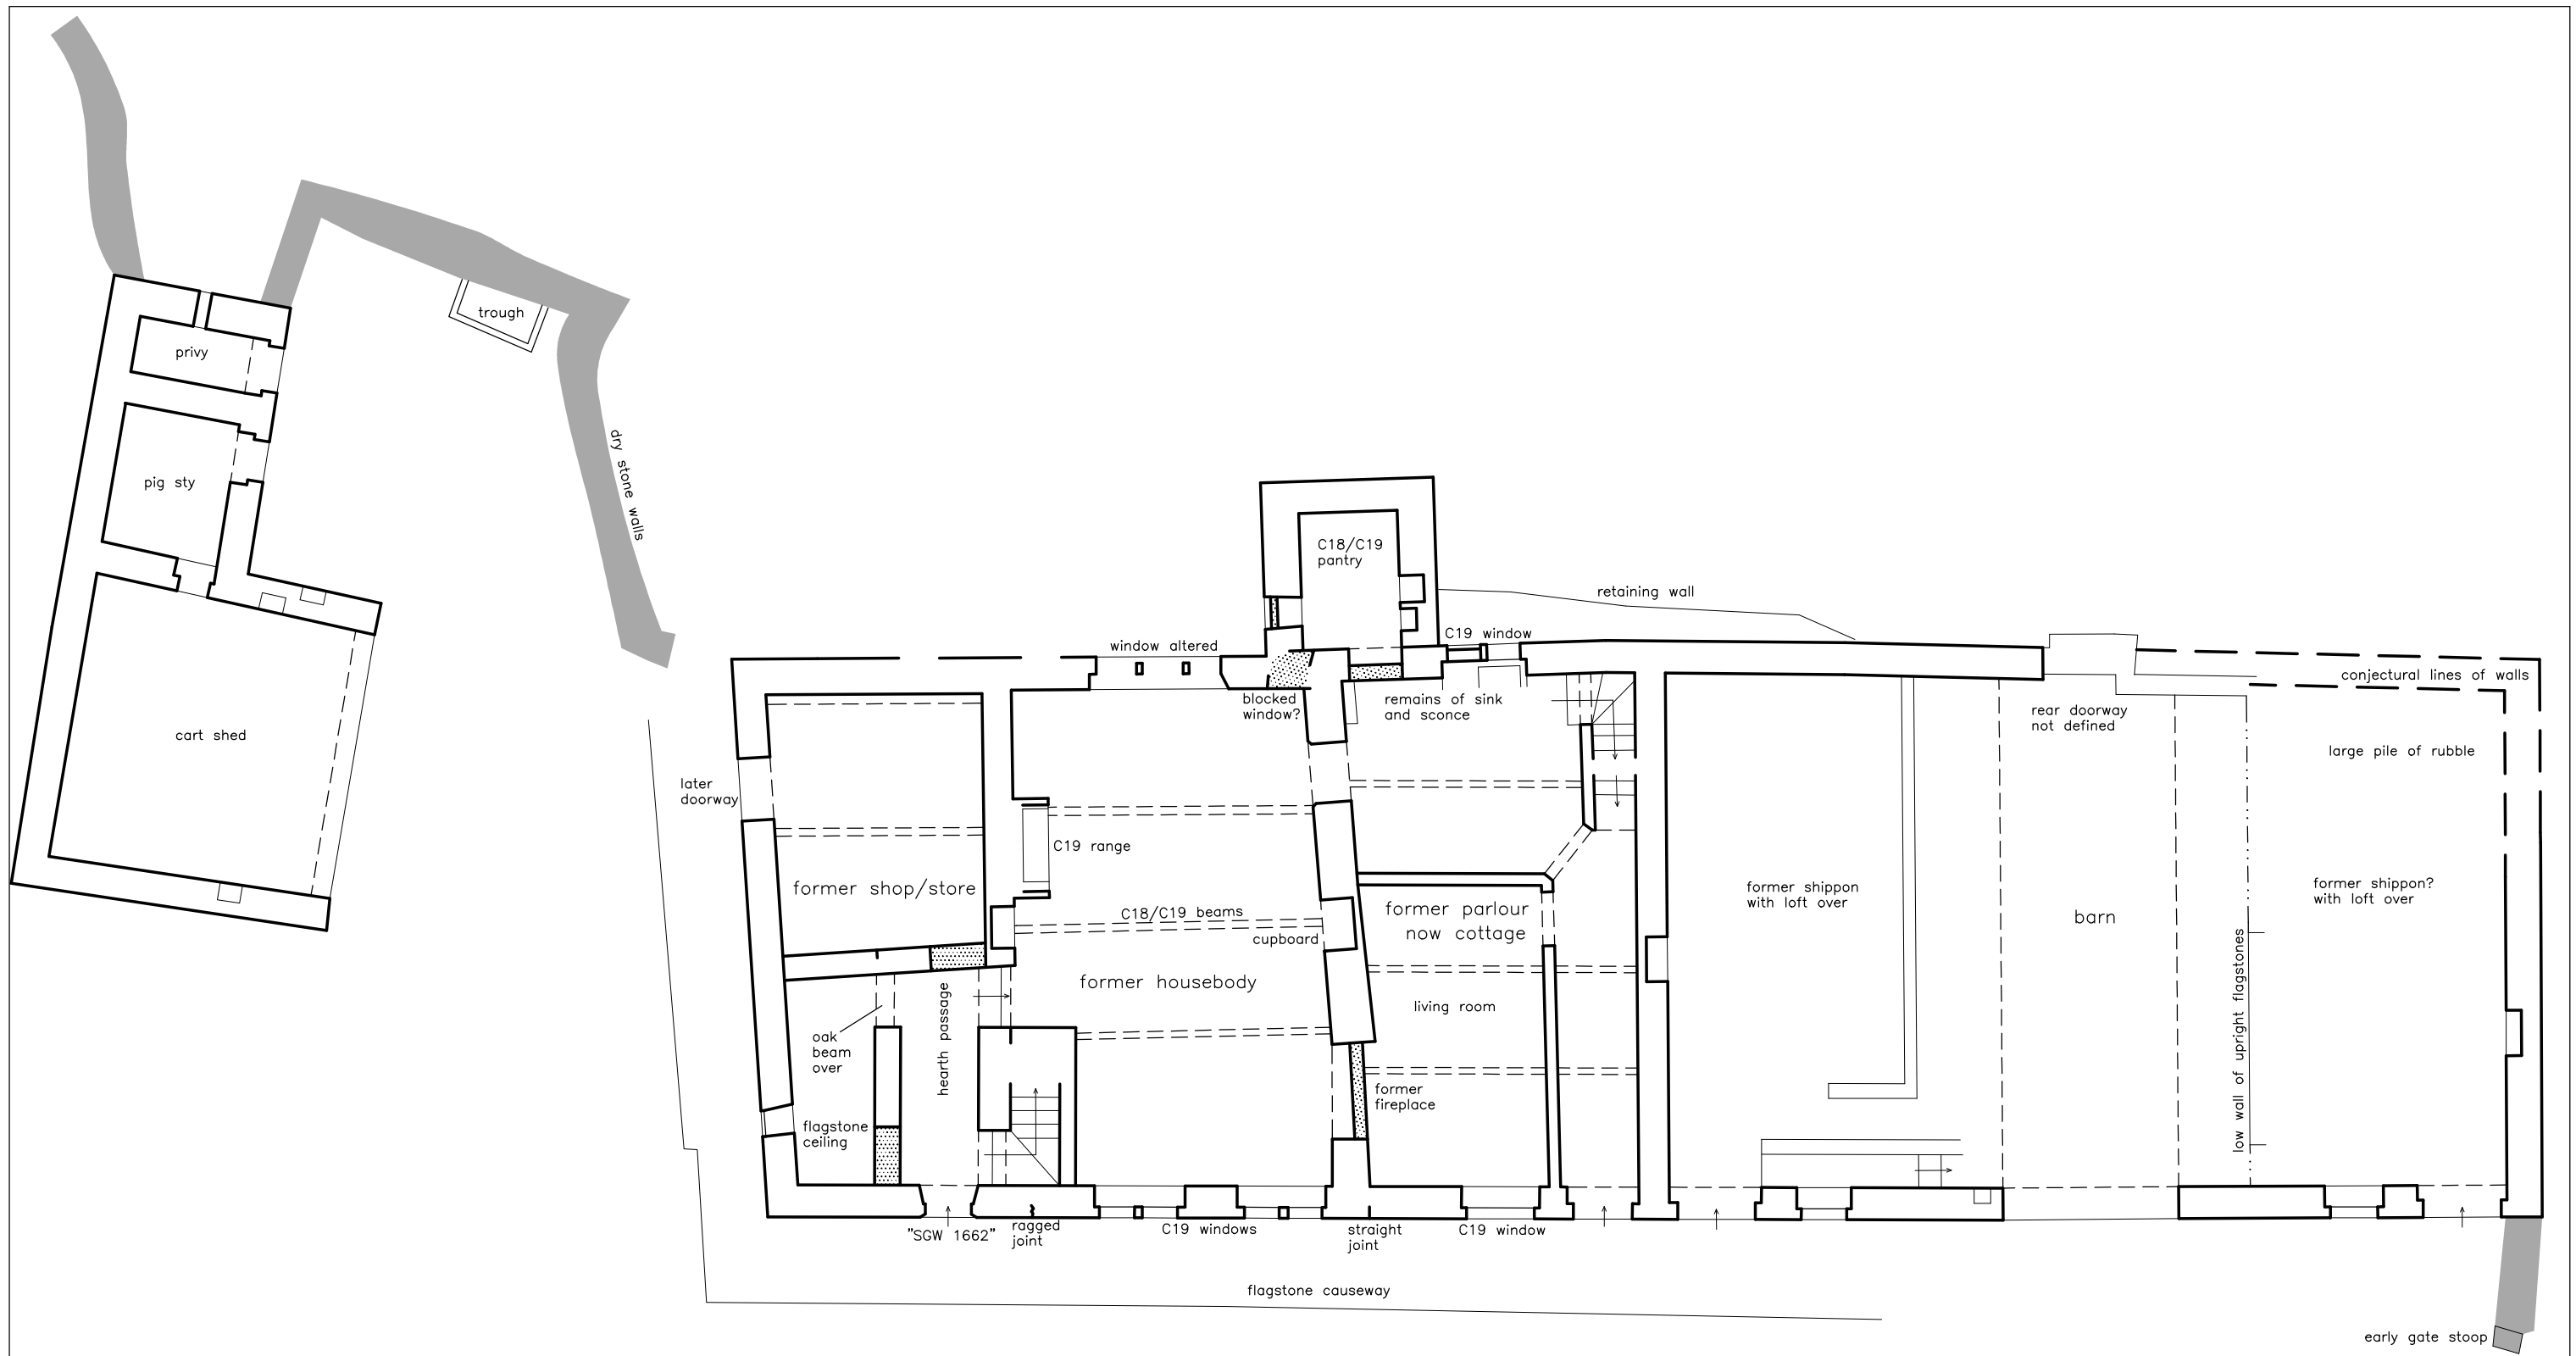 trough
privy
dry stone walls
pig sty
C18/C19
pantry
retaining wall
C19 window
window altered
conjectural lines of walls
blocked
window?
remains of sink
and sconce
rear doorway
not defined
cart shed
large pile of rubble
later
doorway
C19 range
former shop/store
former shippon
with loft over
former shippon?
with loft over
C18/C19 beams
former parlour
now cottage
barn
cupboard
former housebody
hearth passage
living room
low wall of upright flagstones
oak
beam
over
former
fireplace
flagstone
ceiling
"SGW 1662"
ragged
joint
C19 windows
straight
joint
C19 window
flagstone causeway
early gate stoop